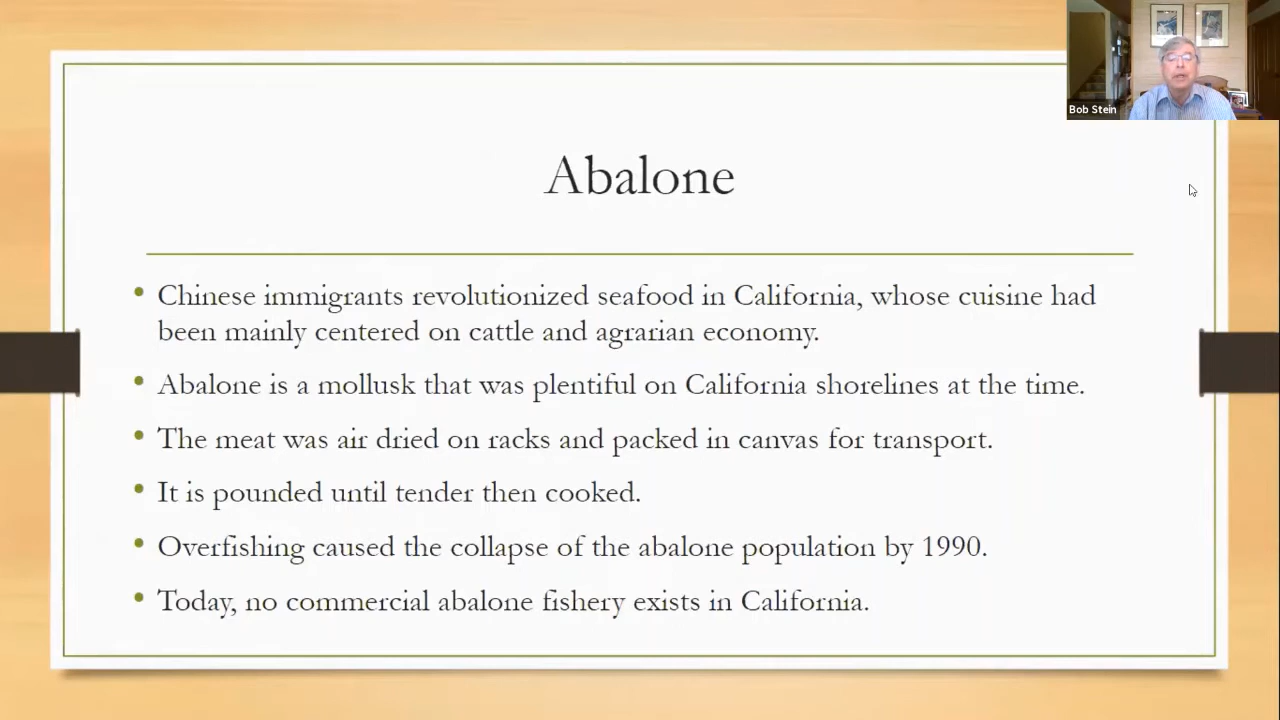 Bob Stein
Abalone
• Chinese immigrants revolutionized seafood in California, whose cuisine had
been mainly centered on cattle and agrarian economy.
• Abalone is a mollusk that was plentiful on California shorelines at the time.
• The meat was air dried on racks and packed in canvas for transport.
• It is pounded until tender then cooked.
• Overfishing caused the collapse of the abalone population by 1990.
• Today, no commercial abalone fishery exists in California.